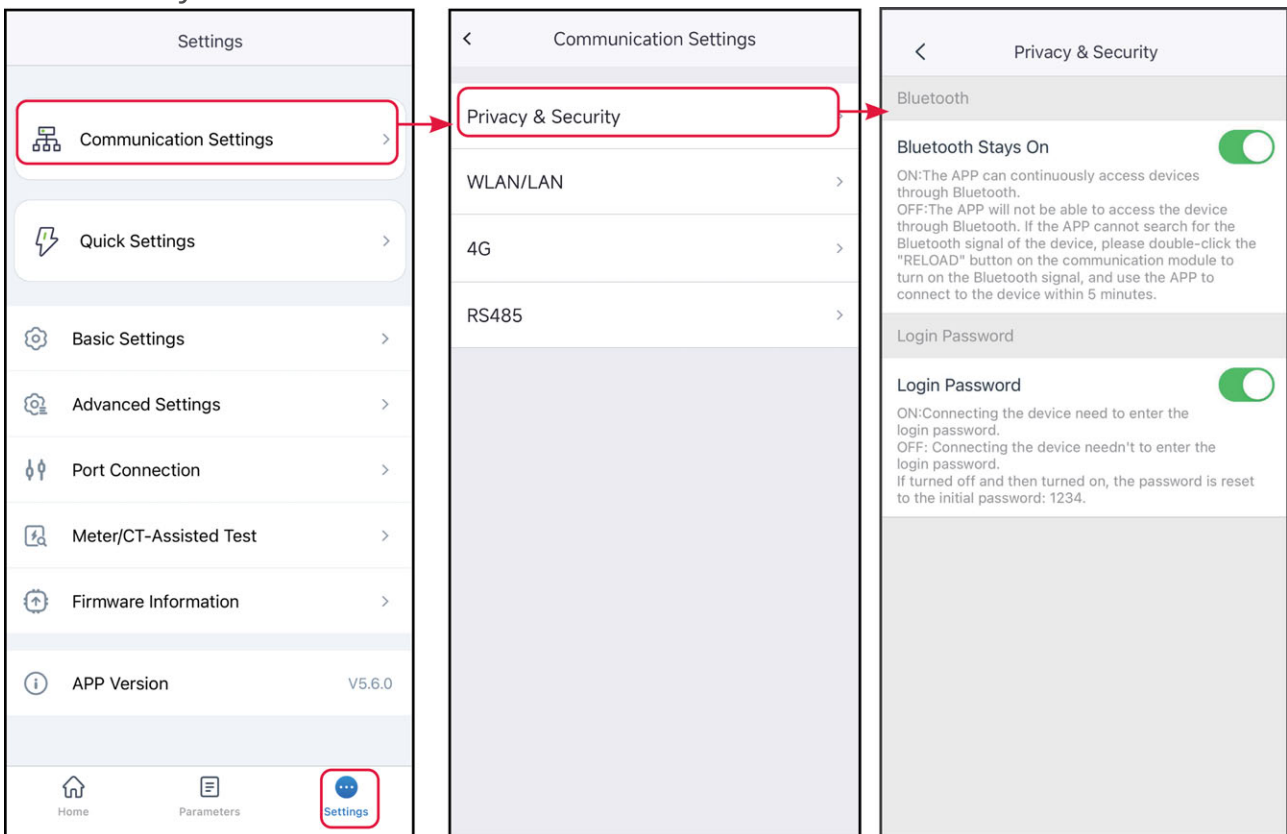 Settings
Communication Settings
Quick Settings
Basic Settings
Advanced Settings
Port Connection
Meter/CT-Assisted Test
Firmware Information
APP Version V5.6.0
Home Parameters Settings
Communication Settings
Privacy & Security
WLAN/LAN
4G
RS485
Privacy & Security
Bluetooth
Bluetooth Stays On
ON:The APP can continuously access devices
through Bluetooth.
OFF:The APP will not be able to access the device
through Bluetooth. If the APP cannot search for the
Bluetooth signal of the device, please double-click the
"RELOAD" button on the communication module to
turn on the Bluetooth signal, and use the APP to
connect to the device within 5 minutes.
Login Password
Login Password
ON:Connecting the device need to enter the
login password.
OFF: Connecting the device needn't to enter the
login password.
If turned off and then turned on, the password is reset
to the initial password: 1234.